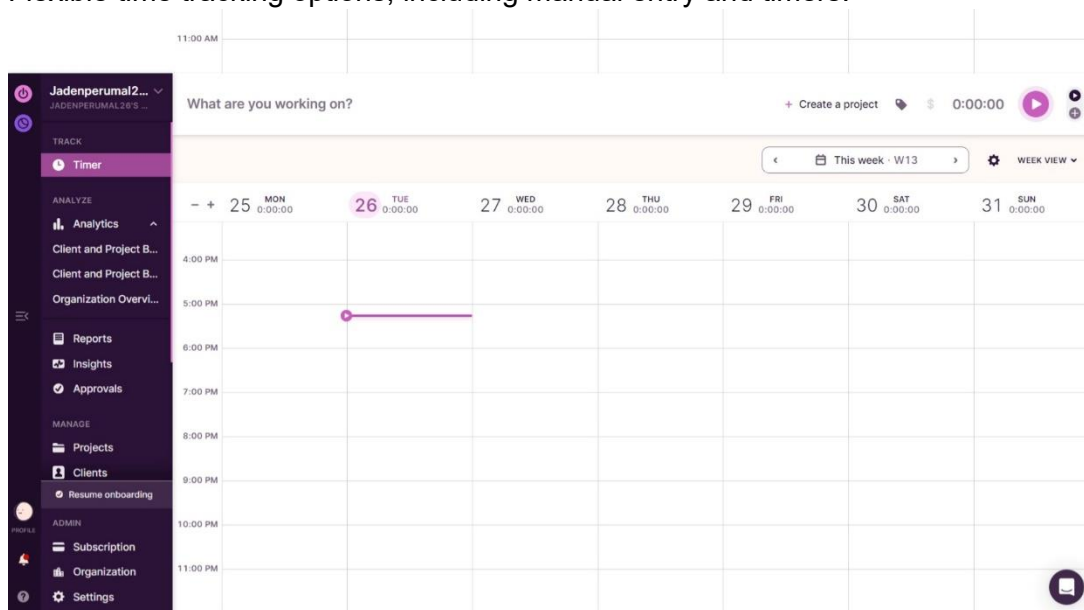 Flexible time tracking options, including manual entry and timers.
11:00 AM
Jadenperumal2...
JADENPERUMAL26'S ...
What are you working on?
+ Create a project
$
0:00:00
TRACK
Timer
This week · W13
WEEK VIEW
ANALYZE
Analytics
Client and Project B...
Client and Project B...
Organization Overvi...
Reports
Insights
Approvals
MANAGE
Projects
Clients
Resume onboarding
ADMIN
Subscription
Organization
Settings
PROFILE
- +
25 MON 0:00:00
26 TUE 0:00:00
27 WED 0:00:00
28 THU 0:00:00
29 FRI 0:00:00
30 SAT 0:00:00
31 SUN 0:00:00
4:00 PM
5:00 PM
6:00 PM
7:00 PM
8:00 PM
9:00 PM
10:00 PM
11:00 PM